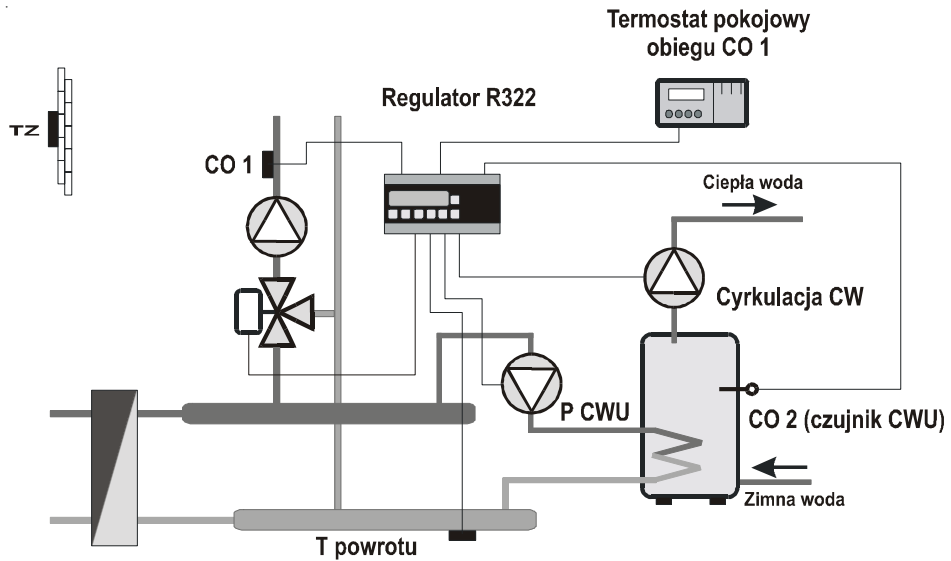 Termostat pokojowy
obiegu CO 1
Regulator R322
TZ
CO 1
Ciepła woda
Cyrkulacja CW
P CWU
CO 2 (czujnik CWU)
Zimna woda
T powrotu